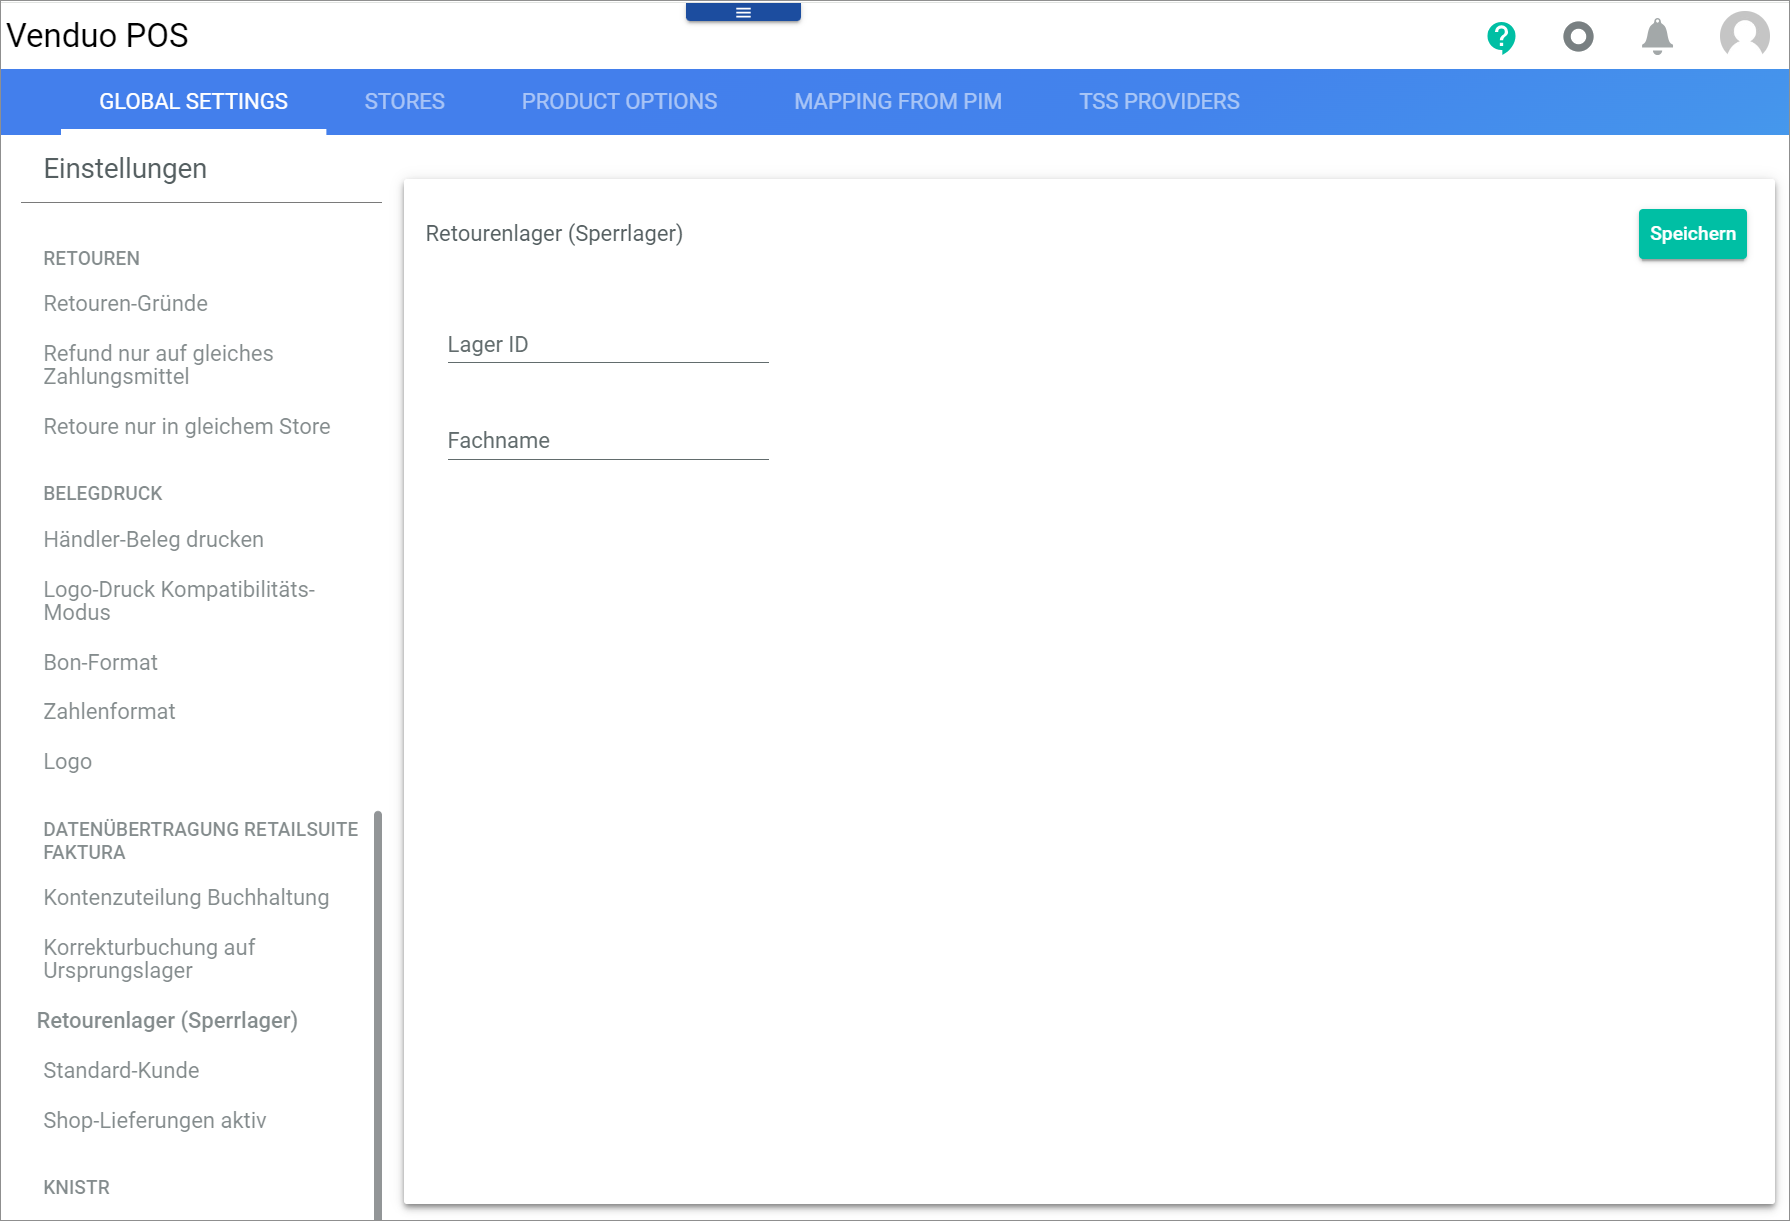 Venduo POS
GLOBAL SETTINGS
STORES
PRODUCT OPTIONS
MAPPING FROM PIM
TSS PROVIDERS
Einstellungen
RETOUREN
Retouren-Gründe
Refund nur auf gleiches
Zahlungsmittel
Retoure nur in gleichem Store
BELEGDRUCK
Händler-Beleg drucken
Logo-Druck Kompatibilitäts-
Modus
Bon-Format
Zahlenformat
Logo
DATENÜBERTRAGUNG RETAILSUITE
FAKTURA
Kontenzuteilung Buchhaltung
Korrekturbuchung auf
Ursprungslager
Retourenlager (Sperrlager)
Standard-Kunde
Shop-Lieferungen aktiv
KNISTR
Retourenlager (Sperrlager)
Speichern
Lager ID
Fachname